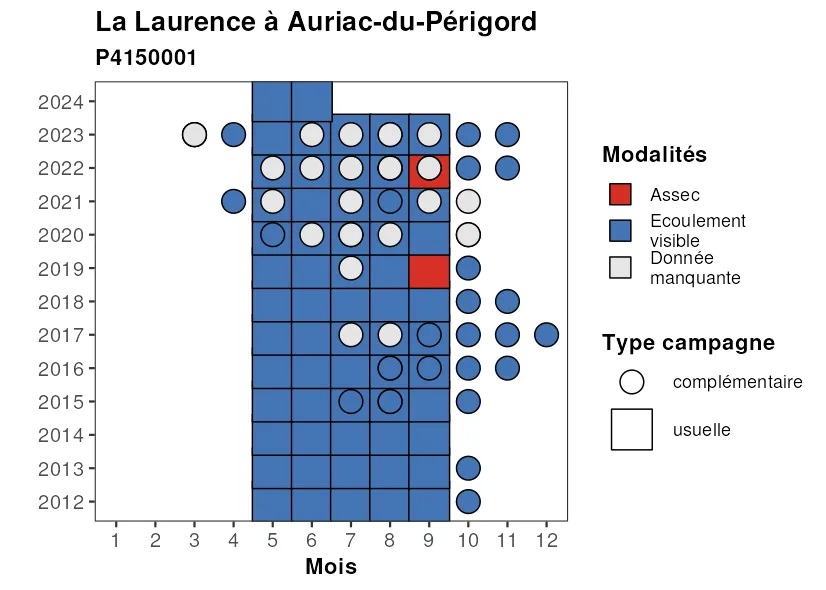 La Laurence à Auriac-du-Périgord
P4150001
2024
2023
2022
2021
2020
2019
2018
2017
2016
2015
2014
2013
2012
1 2 3 4 5 6 7 8 9 10 11 12
Mois
Modalités
Assec
Ecoulement
visible
Donnée
manquante
Type campagne
complémentaire
usuelle